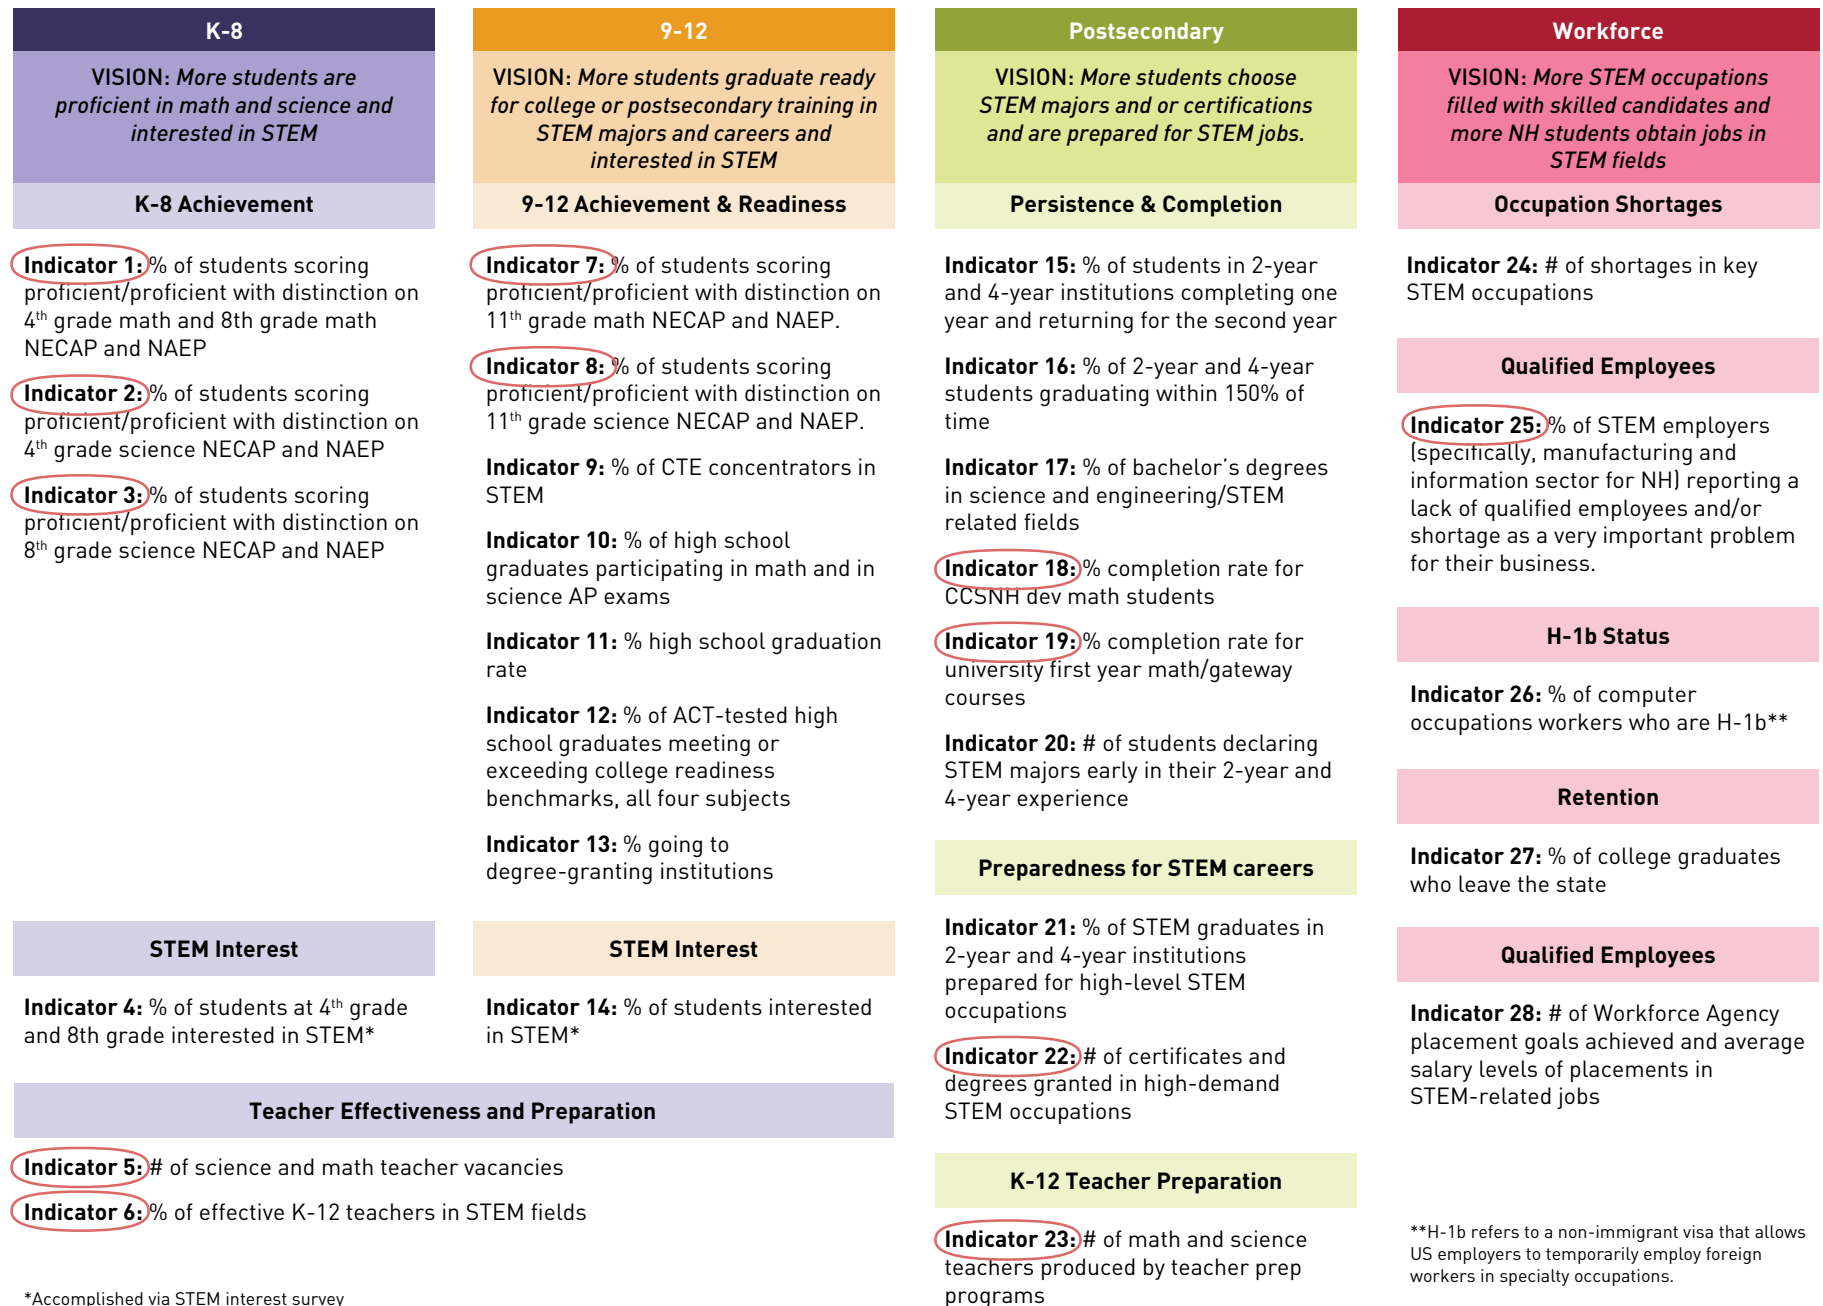 K-8
VISION: More students are
proficient in math and science and
interested in STEM
K-8 Achievement
Indicator 1: % of students scoring
proficient/proficient with distinction on
4th grade math and 8th grade math
NECAP and NAEP
Indicator 2: % of students scoring
proficient/proficient with distinction on
4th grade science NECAP and NAEP
Indicator 3: % of students scoring
proficient/proficient with distinction on
8th grade science NECAP and NAEP
STEM Interest
Indicator 4: % of students at 4th grade
and 8th grade interested in STEM*
9-12
VISION: More students graduate ready
for college or postsecondary training in
STEM majors and careers and
interested in STEM
9-12 Achievement & Readiness
Indicator 7: % of students scoring
proficient/proficient with distinction on
11th grade math NECAP and NAEP.
Indicator 8: % of students scoring
proficient/proficient with distinction on
11th grade science NECAP and NAEP.
Indicator 9: % of CTE concentrators in
STEM
Indicator 10: % of high school
graduates participating in math and in
science AP exams
Indicator 11: % high school graduation
rate
Indicator 12: % of ACT-tested high
school graduates meeting or
exceeding college readiness
benchmarks, all four subjects
Indicator 13: % going to
degree-granting institutions
STEM Interest
Indicator 14: % of students interested
in STEM*
Teacher Effectiveness and Preparation
Indicator 5: # of science and math teacher vacancies
Indicator 6: % of effective K-12 teachers in STEM fields
*Accomplished via STEM interest survey
Postsecondary
VISION: More students choose
STEM majors and or certifications
and are prepared for STEM jobs.
Persistence & Completion
Indicator 15: % of students in 2-year
and 4-year institutions completing one
year and returning for the second year
Indicator 16: % of 2-year and 4-year
students graduating within 150% of
time
Indicator 17: % of bachelor's degrees
in science and engineering/STEM
related fields
Indicator 18: % completion rate for
CCSNH dev math students
Indicator 19: % completion rate for
university first year math/gateway
courses
Indicator 20: # of students declaring
STEM majors early in their 2-year and
4-year experience
Preparedness for STEM careers
Indicator 21: % of STEM graduates in
2-year and 4-year institutions
prepared for high-level STEM
occupations
Indicator 22: # of certificates and
degrees granted in high-demand
STEM occupations
K-12 Teacher Preparation
Indicator 23: # of math and science
teachers produced by teacher prep
programs
Workforce
VISION: More STEM occupations
filled with skilled candidates and
more NH students obtain jobs in
STEM fields
Occupation Shortages
Indicator 24: # of shortages in key
STEM occupations
Qualified Employees
Indicator 25: % of STEM employers
(specifically, manufacturing and
information sector for NH) reporting a
lack of qualified employees and/or
shortage as a very important problem
for their business.
H-1b Status
Indicator 26: % of computer
occupations workers who are H-1b**
Retention
Indicator 27: % of college graduates
who leave the state
Qualified Employees
Indicator 28: # of Workforce Agency
placement goals achieved and average
salary levels of placements in
STEM-related jobs
**H-1b refers to a non-immigrant visa that allows
US employers to temporarily employ foreign
workers in specialty occupations.